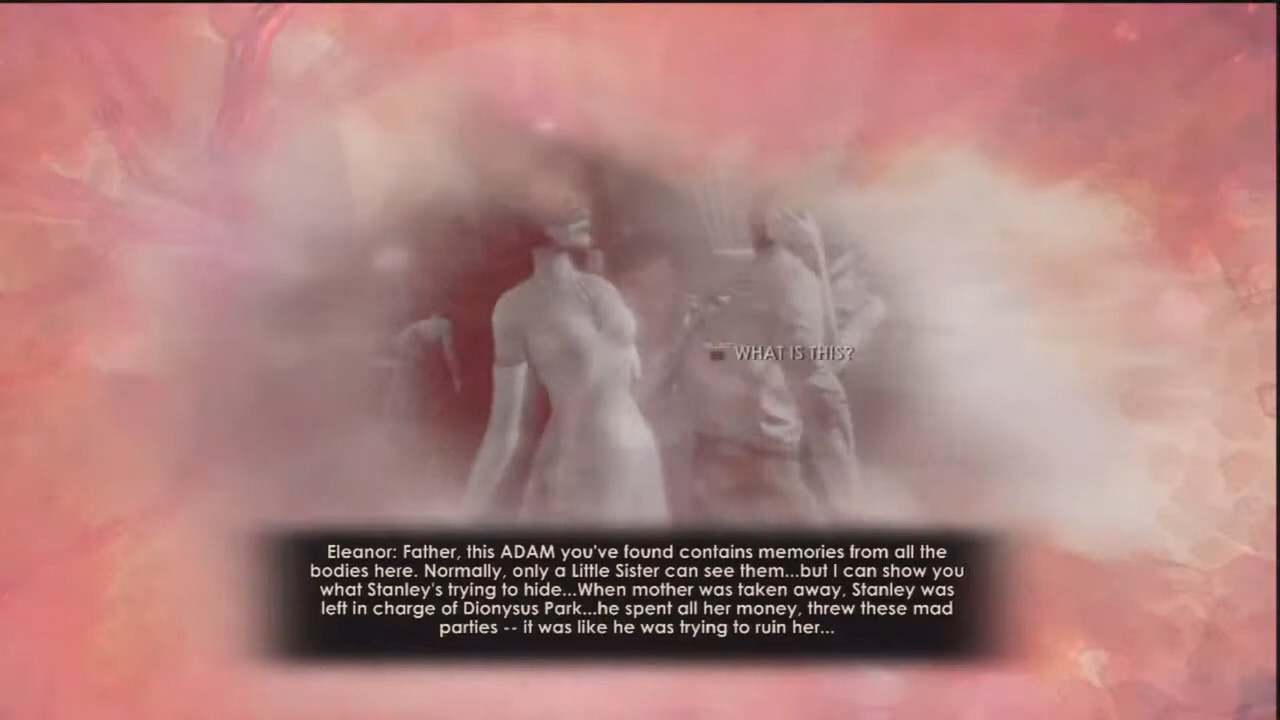 WHAT IS THIS?
Eleanor: Father, this ADAM you've found contains memories from all the
bodies here. Normally, only a Little Sister can see them...but I can show you
what Stanley's trying to hide...When mother was taken away, Stanley was
left in charge of Dionysus Park...he spent all her money, threw these mad
parties -- it was like he was trying to ruin her...